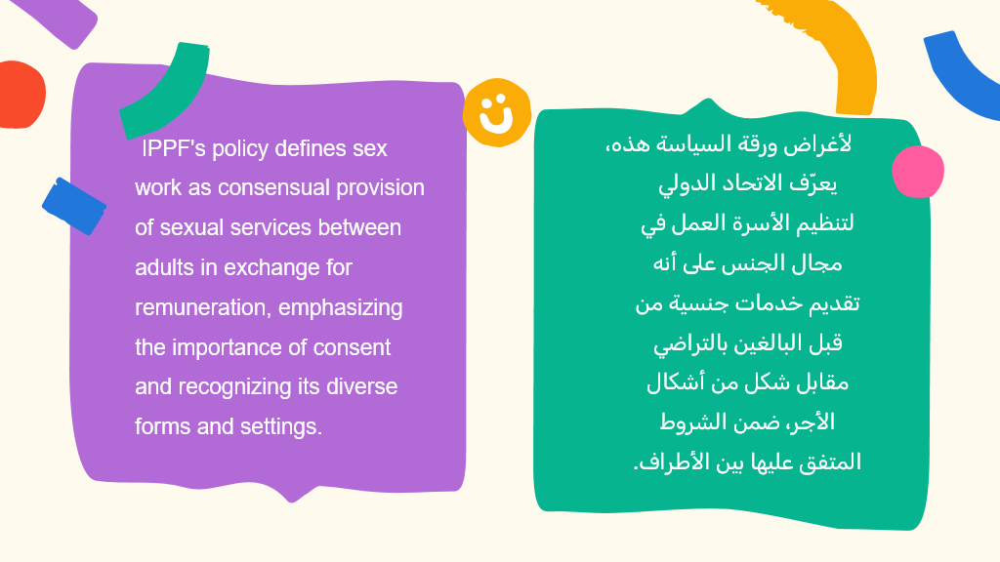 IPPF's policy defines sex
work as consensual provision
of sexual services between
adults in exchange for
remuneration, emphasizing
the importance of consent
and recognizing its diverse
forms and settings.
لأغراض ورقة السياسة هذه،
يعرّف الاتحاد الدولي
لتنظيم الأسرة العمل في
مجال الجنس على أنه
تقديم خدمات جنسية من
قبل البالغين بالتراضي
مقابل شكل من أشكال
الأجر، ضمن الشروط
المتفق عليها بين الأطراف.